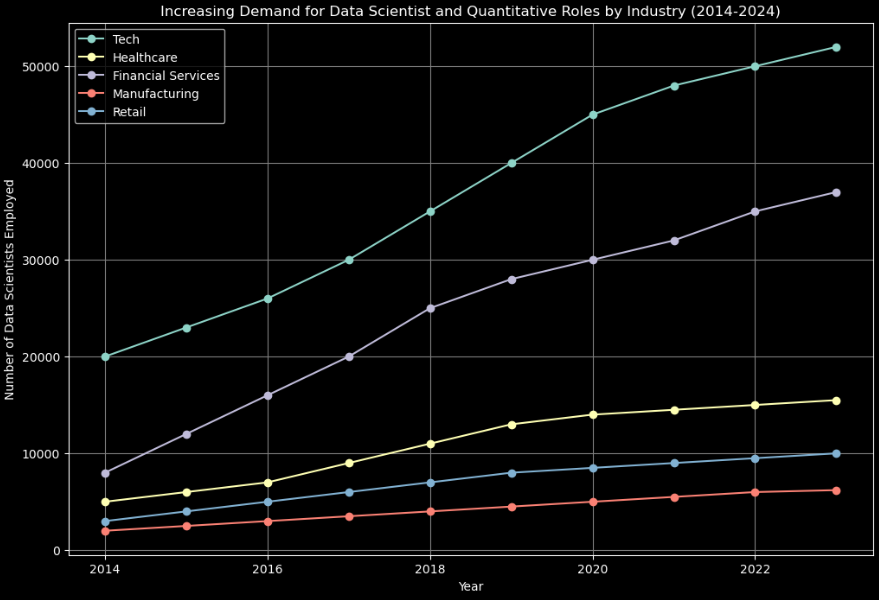 Increasing Demand for Data Scientist and Quantitative Roles by Industry (2014-2024)
Tech
Healthcare
Financial Services
Manufacturing
Retail
Number of Data Scientists Employed
50000
40000
30000
20000
10000
0
2014 2016 2018 2020 2022
Year